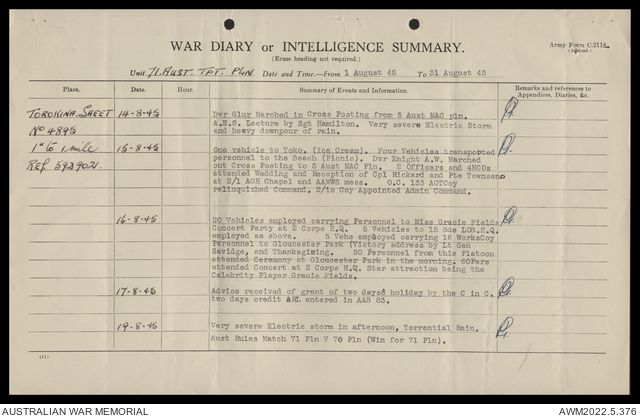 WAR DIARY or INTELLIGENCE SUMMARY.
(Erase heading not required.)
Army Form C.2118.
Unit 71. AUST. TPT. PLN Date and Time.—From 1 August 45 To 31 August 45
Place. Date. Hour. Summary of Events and Information. Remarks and references to Appendices, Diaries, &c.
TOROKINA. SHEET 14-8-45 Dvr Glur Marched in Cross Posting from 5 Aust MAC pln.
No 4895 A.E.S. Lecture by Sgt Hamilton. Very severe Electric Storm
and heavy downpour of rain.
1" to 1 mile 15-8-45 One vehicle to Toko. (Ice Cream). Four Vehicles transported
REF. 5929021. personnel to the Beach (Picnic). Dvr Knight A.W. Marched
out Cross Posting to 5 Aust MAC Pln. 2 Officers and 4NCOs
attended Wedding and Reception of Cpl Rickard and Pte Townsend
at 2/1 AGH Chapel and AAMWS mess. O.C. 133 AGTCoy
relinquished Command. 2/ic Coy Appointed Admin Command.
16-8-45 20 Vehicles employed carrying Personnel to Miss Gracie Fields
Concert Party at 2 Corps H.Q. 5 Vehicles to 15 Bde LOB.H.Q
employed as above. 5 Vehs employed carrying 16 WorksCoy
Personnel to Gloucester Park (Victory address by Lt Gen
Savidge, and Thanksgiving. 50 Personnel from this Platoon
attended Ceremony at Gloucester Park in the morning. 60Pers
attended Concert at 2 Corps H.Q. Star attraction being the
Celebrity Player Gracie Fields.
17-8-45 Advice received of grant of two days holiday by the C in C.
two days credit ARL entered in AAB 83.
19-8-45 Very severe Electric storm in afternoon, Torrential Rain.
Aust Rules Match 71 Pln V 70 Pln (Win for 71 Pln).
AUSTRALIAN WAR MEMORIAL
AWM2022.5.376